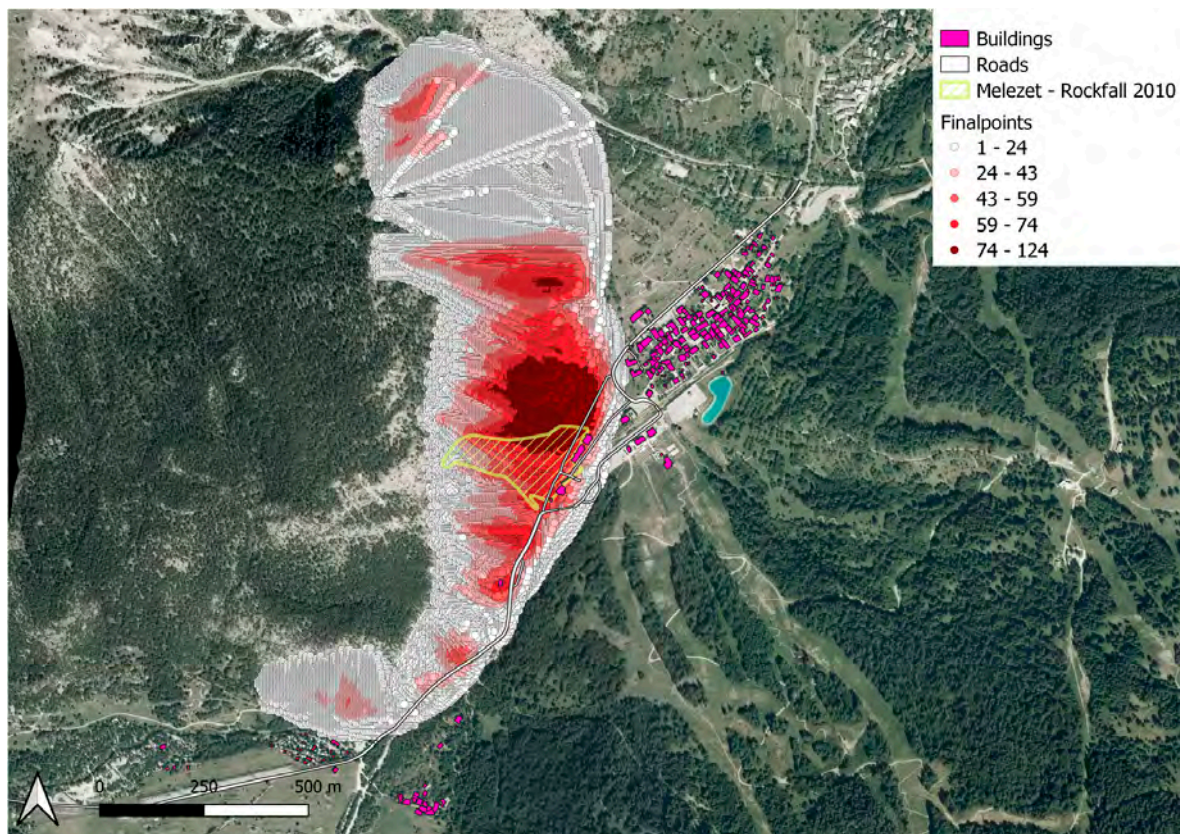 Buildings
Roads
Melezet - Rockfall 2010
Finalpoints
1 - 24
24 - 43
43 - 59
59 - 74
74 - 124
0 250 500 m